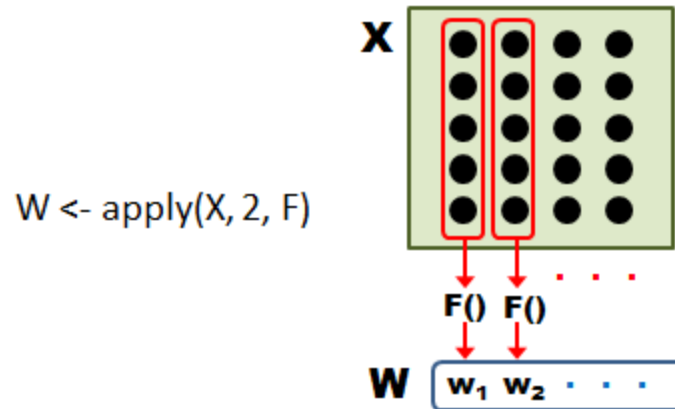 X
W <- apply(X, 2, F)
F() F() . . .
W w₁ w₂ . . .